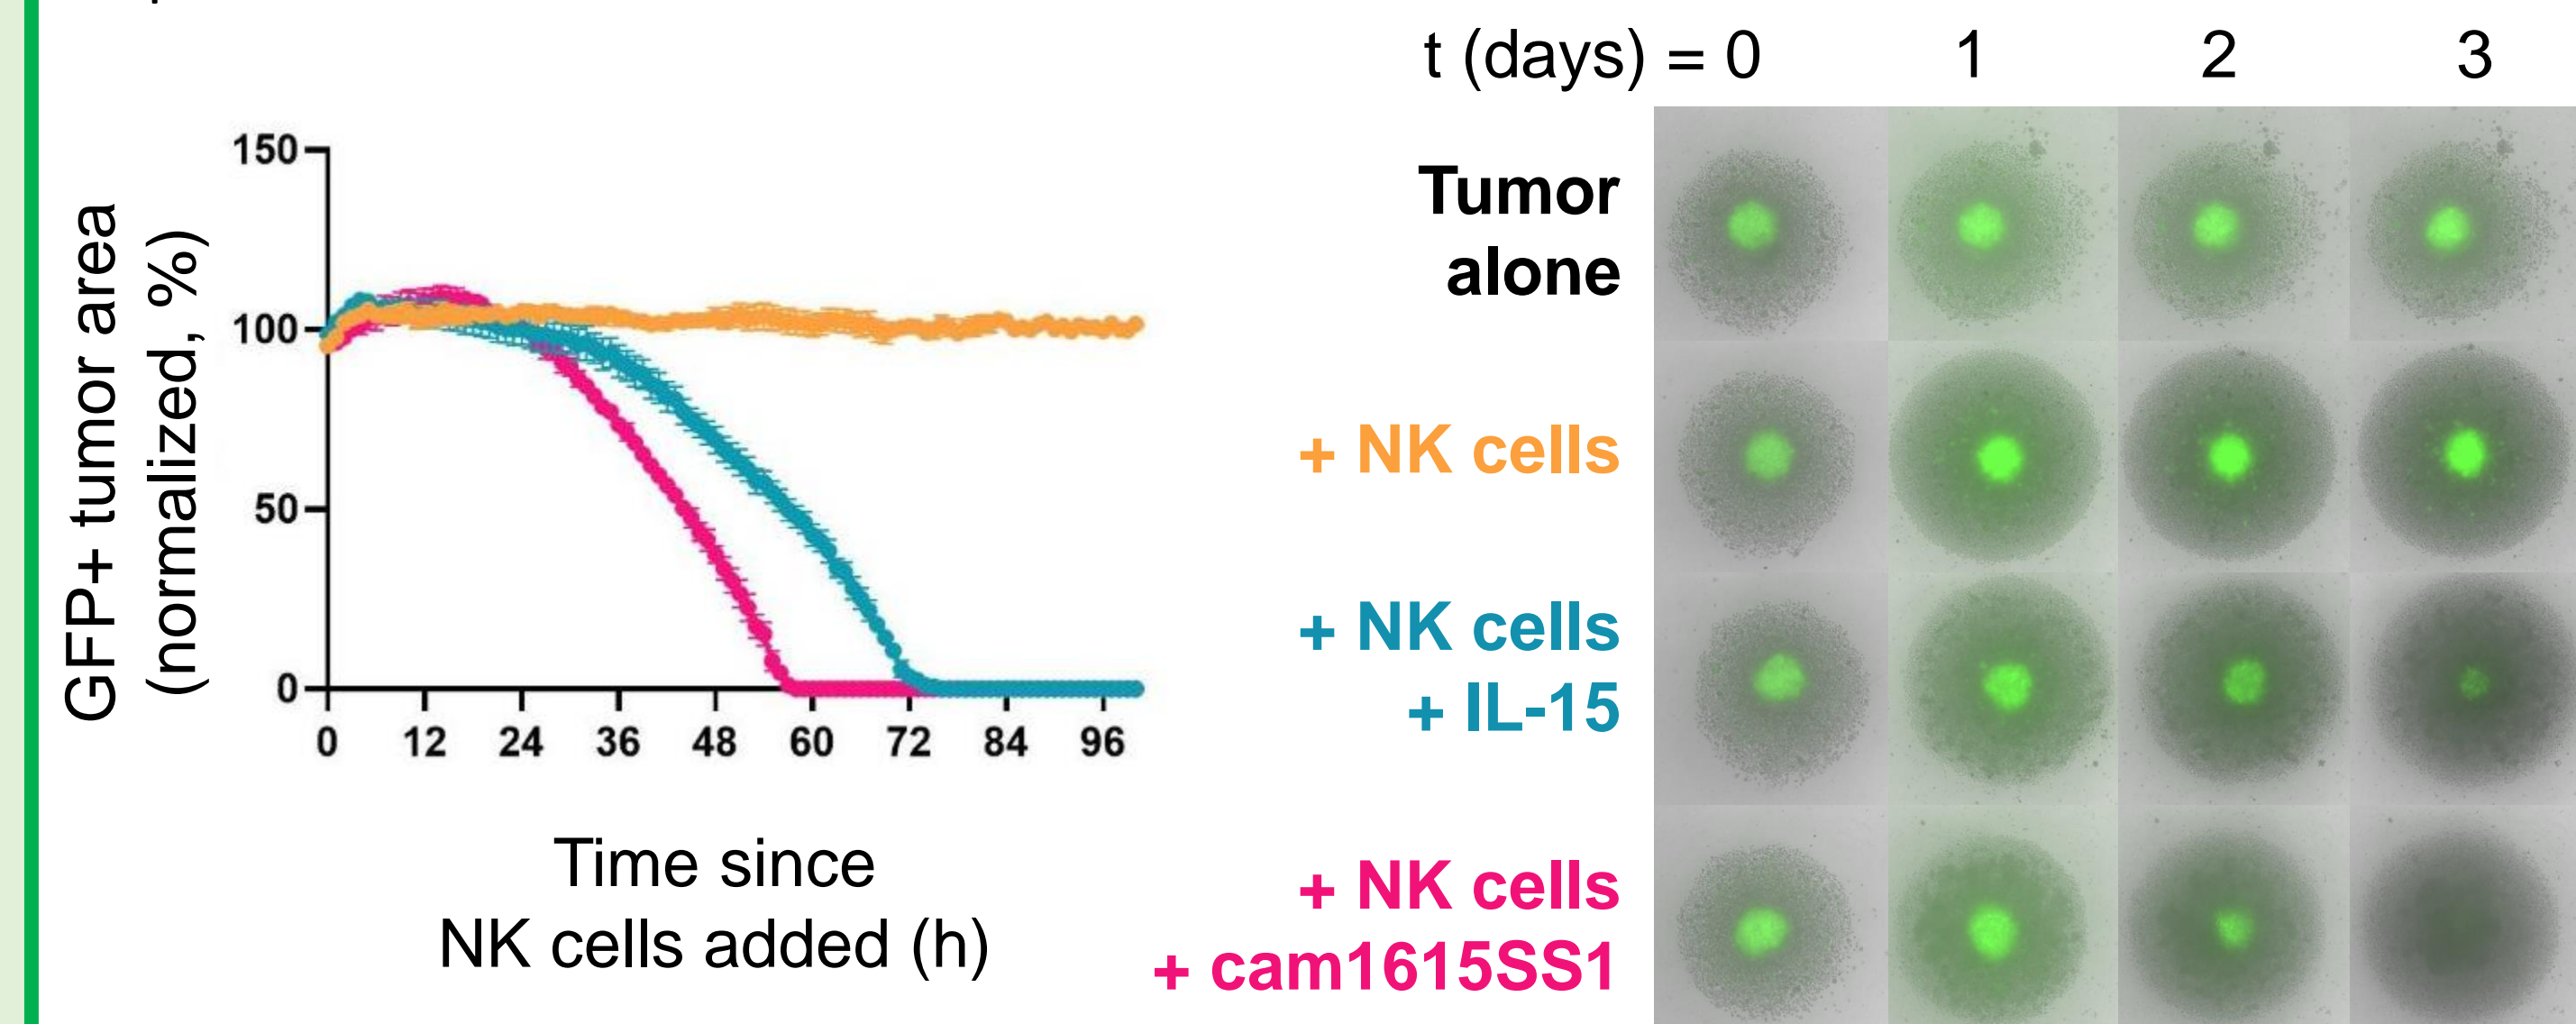 t (days) = 0 1 2 3
150
100
50
0
GFP+ tumor area
(normalized, %)
0 12 24 36 48 60 72 84 96
Time since
NK cells added (h)
Tumor
alone
+ NK cells
+ NK cells
+ IL-15
+ NK cells
+ cam1615SS1